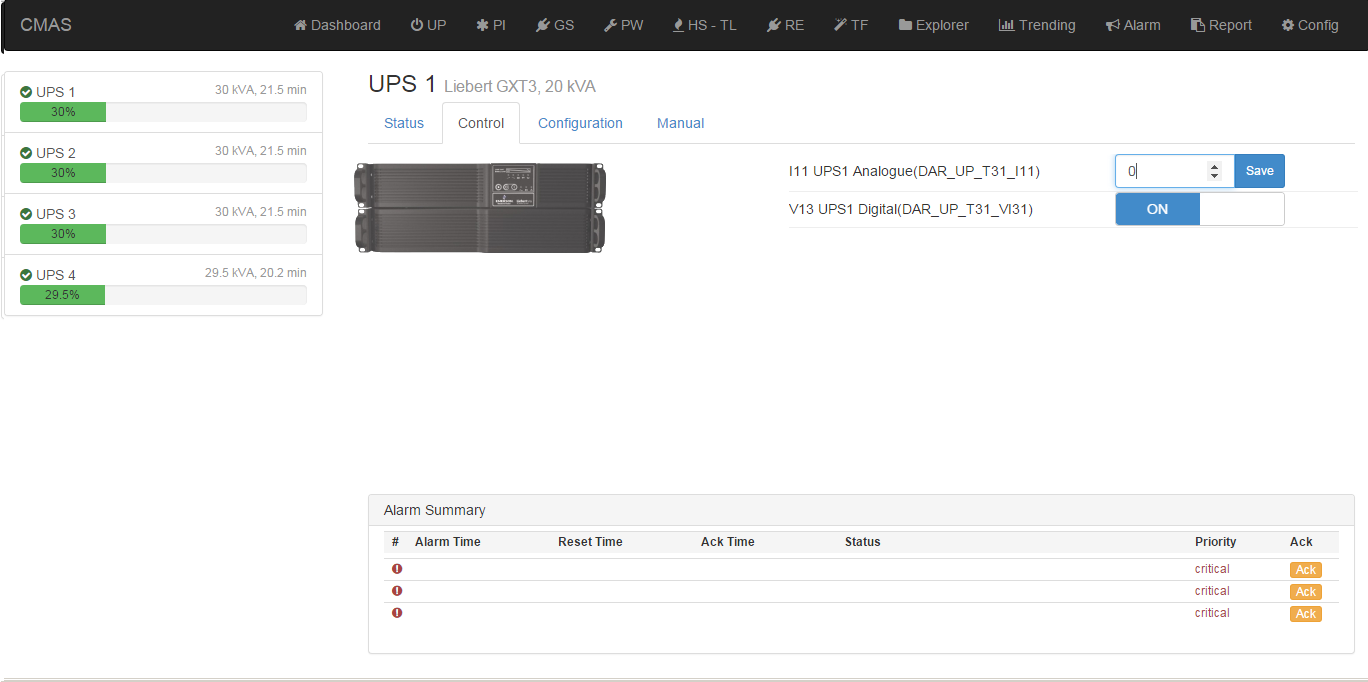 CMAS Dashboard UP PI GS PW HS - TL RE TF Explorer Trending Alarm Report Config
UPS 1 30 kVA, 21.5 min
30%
UPS 2 30 kVA, 21.5 min
30%
UPS 3 30 kVA, 21.5 min
30%
UPS 4 29.5 kVA, 20.2 min
29.5%
UPS 1 Liebert GXT3, 20 kVA
Status Control Configuration Manual
I11 UPS1 Analogue(DAR_UP_T31_I11) 0 Save
V13 UPS1 Digital(DAR_UP_T31_VI31) ON
Alarm Summary
# Alarm Time Reset Time Ack Time Status Priority Ack
critical Ack
critical Ack
critical Ack